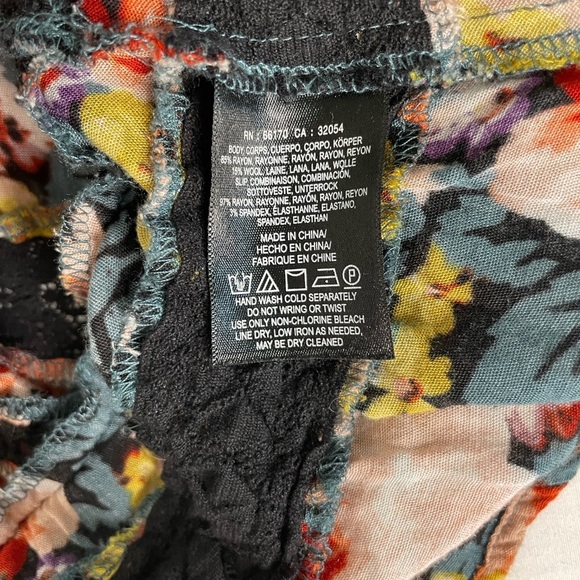 RN : 66170 CA : 32054
BODY, CORPS, CUERPO, CORPO, KÖRPER
85% RAYON, RAYONNE, RAYÓN, RAYON, REYON
15% WOOL, LAINE, LANA, LANA, WOLLE
SLIP, COMBINAISON, COMBINACIÓN,
SOTTOVESTE, UNTERROCK
97% RAYON, RAYONNE, RAYÓN, RAYON, REYON
3% SPANDEX, ÉLASTHANNE, ELASTANO,
SPANDEX, ELASTHAN
MADE IN CHINA/
HECHO EN CHINA/
FABRIQUE EN CHINE
P
HAND WASH COLD SEPARATELY
DO NOT WRING OR TWIST
USE ONLY NON-CHLORINE BLEACH
LINE DRY, LOW IRON AS NEEDED,
MAY BE DRY CLEANED